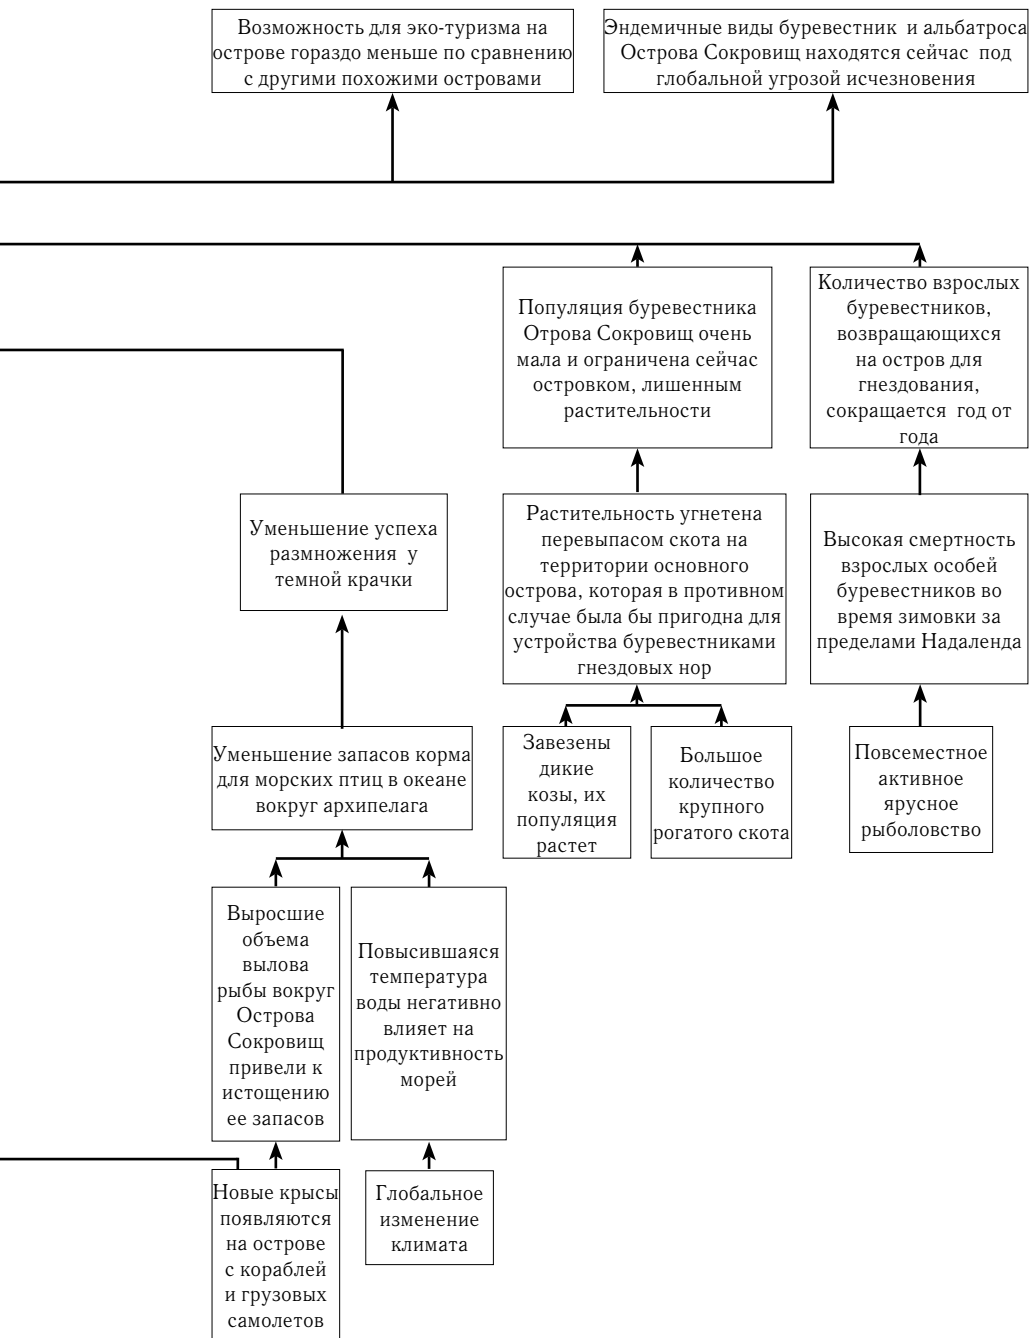 Возможность для эко-туризма на
острове гораздо меньше по сравнению
с другими похожими островами
Эндемичные виды буревестник  и альбатроса
Острова Сокровищ находятся сейчас  под
глобальной угрозой исчезновения
Популяция буревестника
Отрова Сокровищ очень
мала и ограничена сейчас
островком, лишенным
растительности
Количество взрослых
буревестников,
возвращающихся
на остров для
гнездования,
сокращается  год от
года
Уменьшение успеха
размножения  у
темной крачки
Растительность угнетена
перевыпасом скота на
территории основного
острова, которая в противном
случае была бы пригодна для
устройства буревестниками
гнездовых нор
Высокая смертность
взрослых особей
буревестников во
время зимовки за
пределами Надаленда
Уменьшение запасов корма
для морских птиц в океане
вокруг архипелага
Завезены
дикие
козы, их
популяция
растет
Большое
количество
крупного
рогатого скота
Повсеместное
активное
ярусное
рыболовство
Выросшие
объема
вылова
рыбы вокруг
Острова
Сокровищ
привели к
истощению
ее запасов
Повысившаяся
температура
воды негативно
влияет на
продуктивность
морей
Новые крысы
появляются
на острове
с кораблей
и грузовых
самолетов
Глобальное
изменение
климата